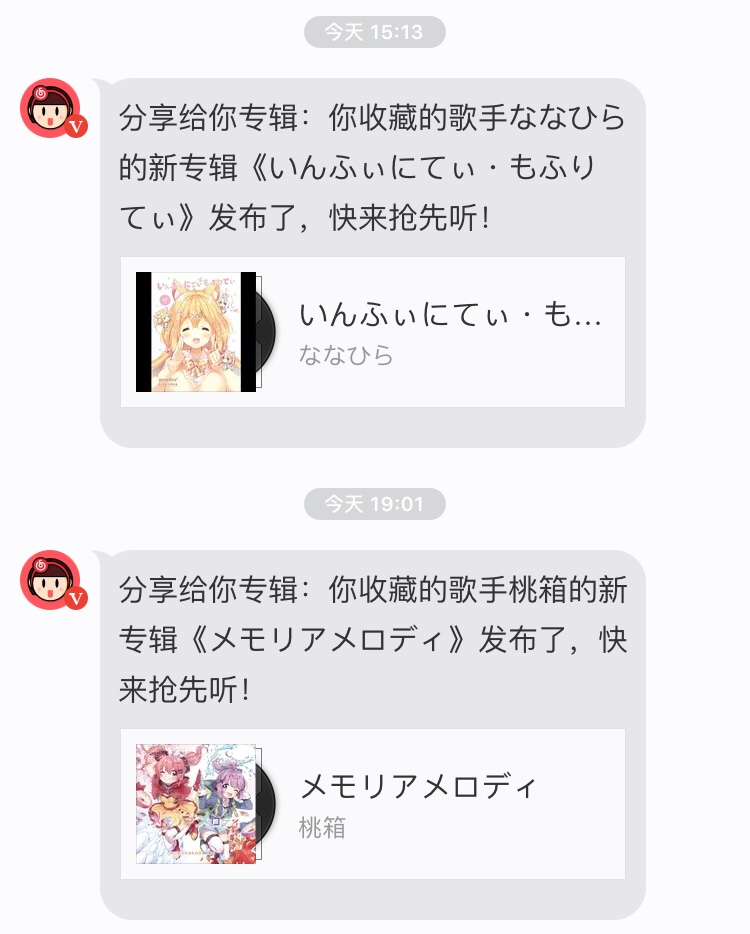 今天 15:13
分享给你专辑：你收藏的歌手ななひら
的新专辑《いんふぃにてぃ・もふり
てぃ》发布了，快来抢先听！
いんふぃにてぃ・も...
ななひら
今天 19:01
分享给你专辑：你收藏的歌手桃箱的新
专辑《メモリアメロディ》发布了，快
来抢先听！
メモリアメロディ
桃箱